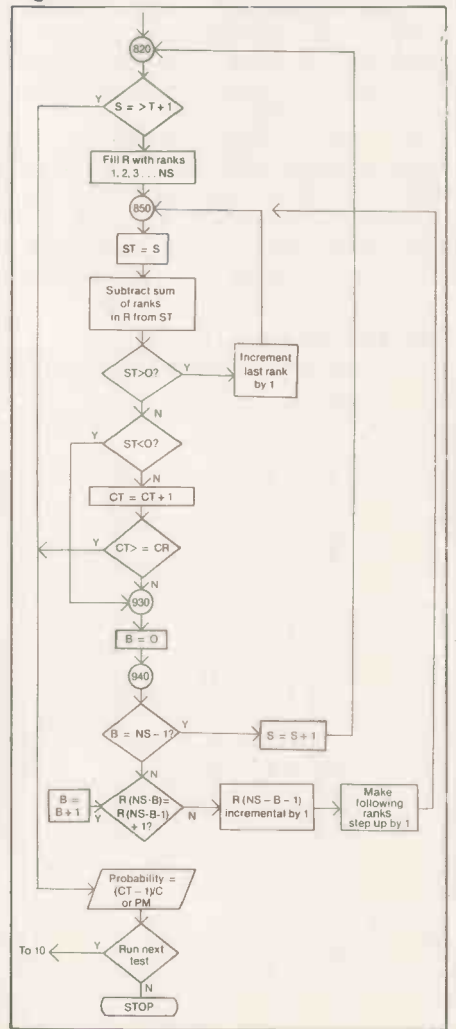 820
Y
S = > T + 1
Fill R with ranks
1, 2, 3 . . . NS
850
ST = S
Subtract sum
of ranks
in R from ST
ST>O?
Y
Increment
last rank
by 1
N
Y
ST<O?
N
CT = CT + 1
Y
CT> = CR
N
930
B = O
940
B = NS – 1?
Y
S = S + 1
N
B =
B + 1
Y
R (NS-B)=
R (NS-B-1)
+ 1?
N
R (NS – B – 1)
incremental by 1
Make
following
ranks
step up by 1
Probability =
(CT – 1)/C
or PM
To 10
Y
Run next
test
N
STOP